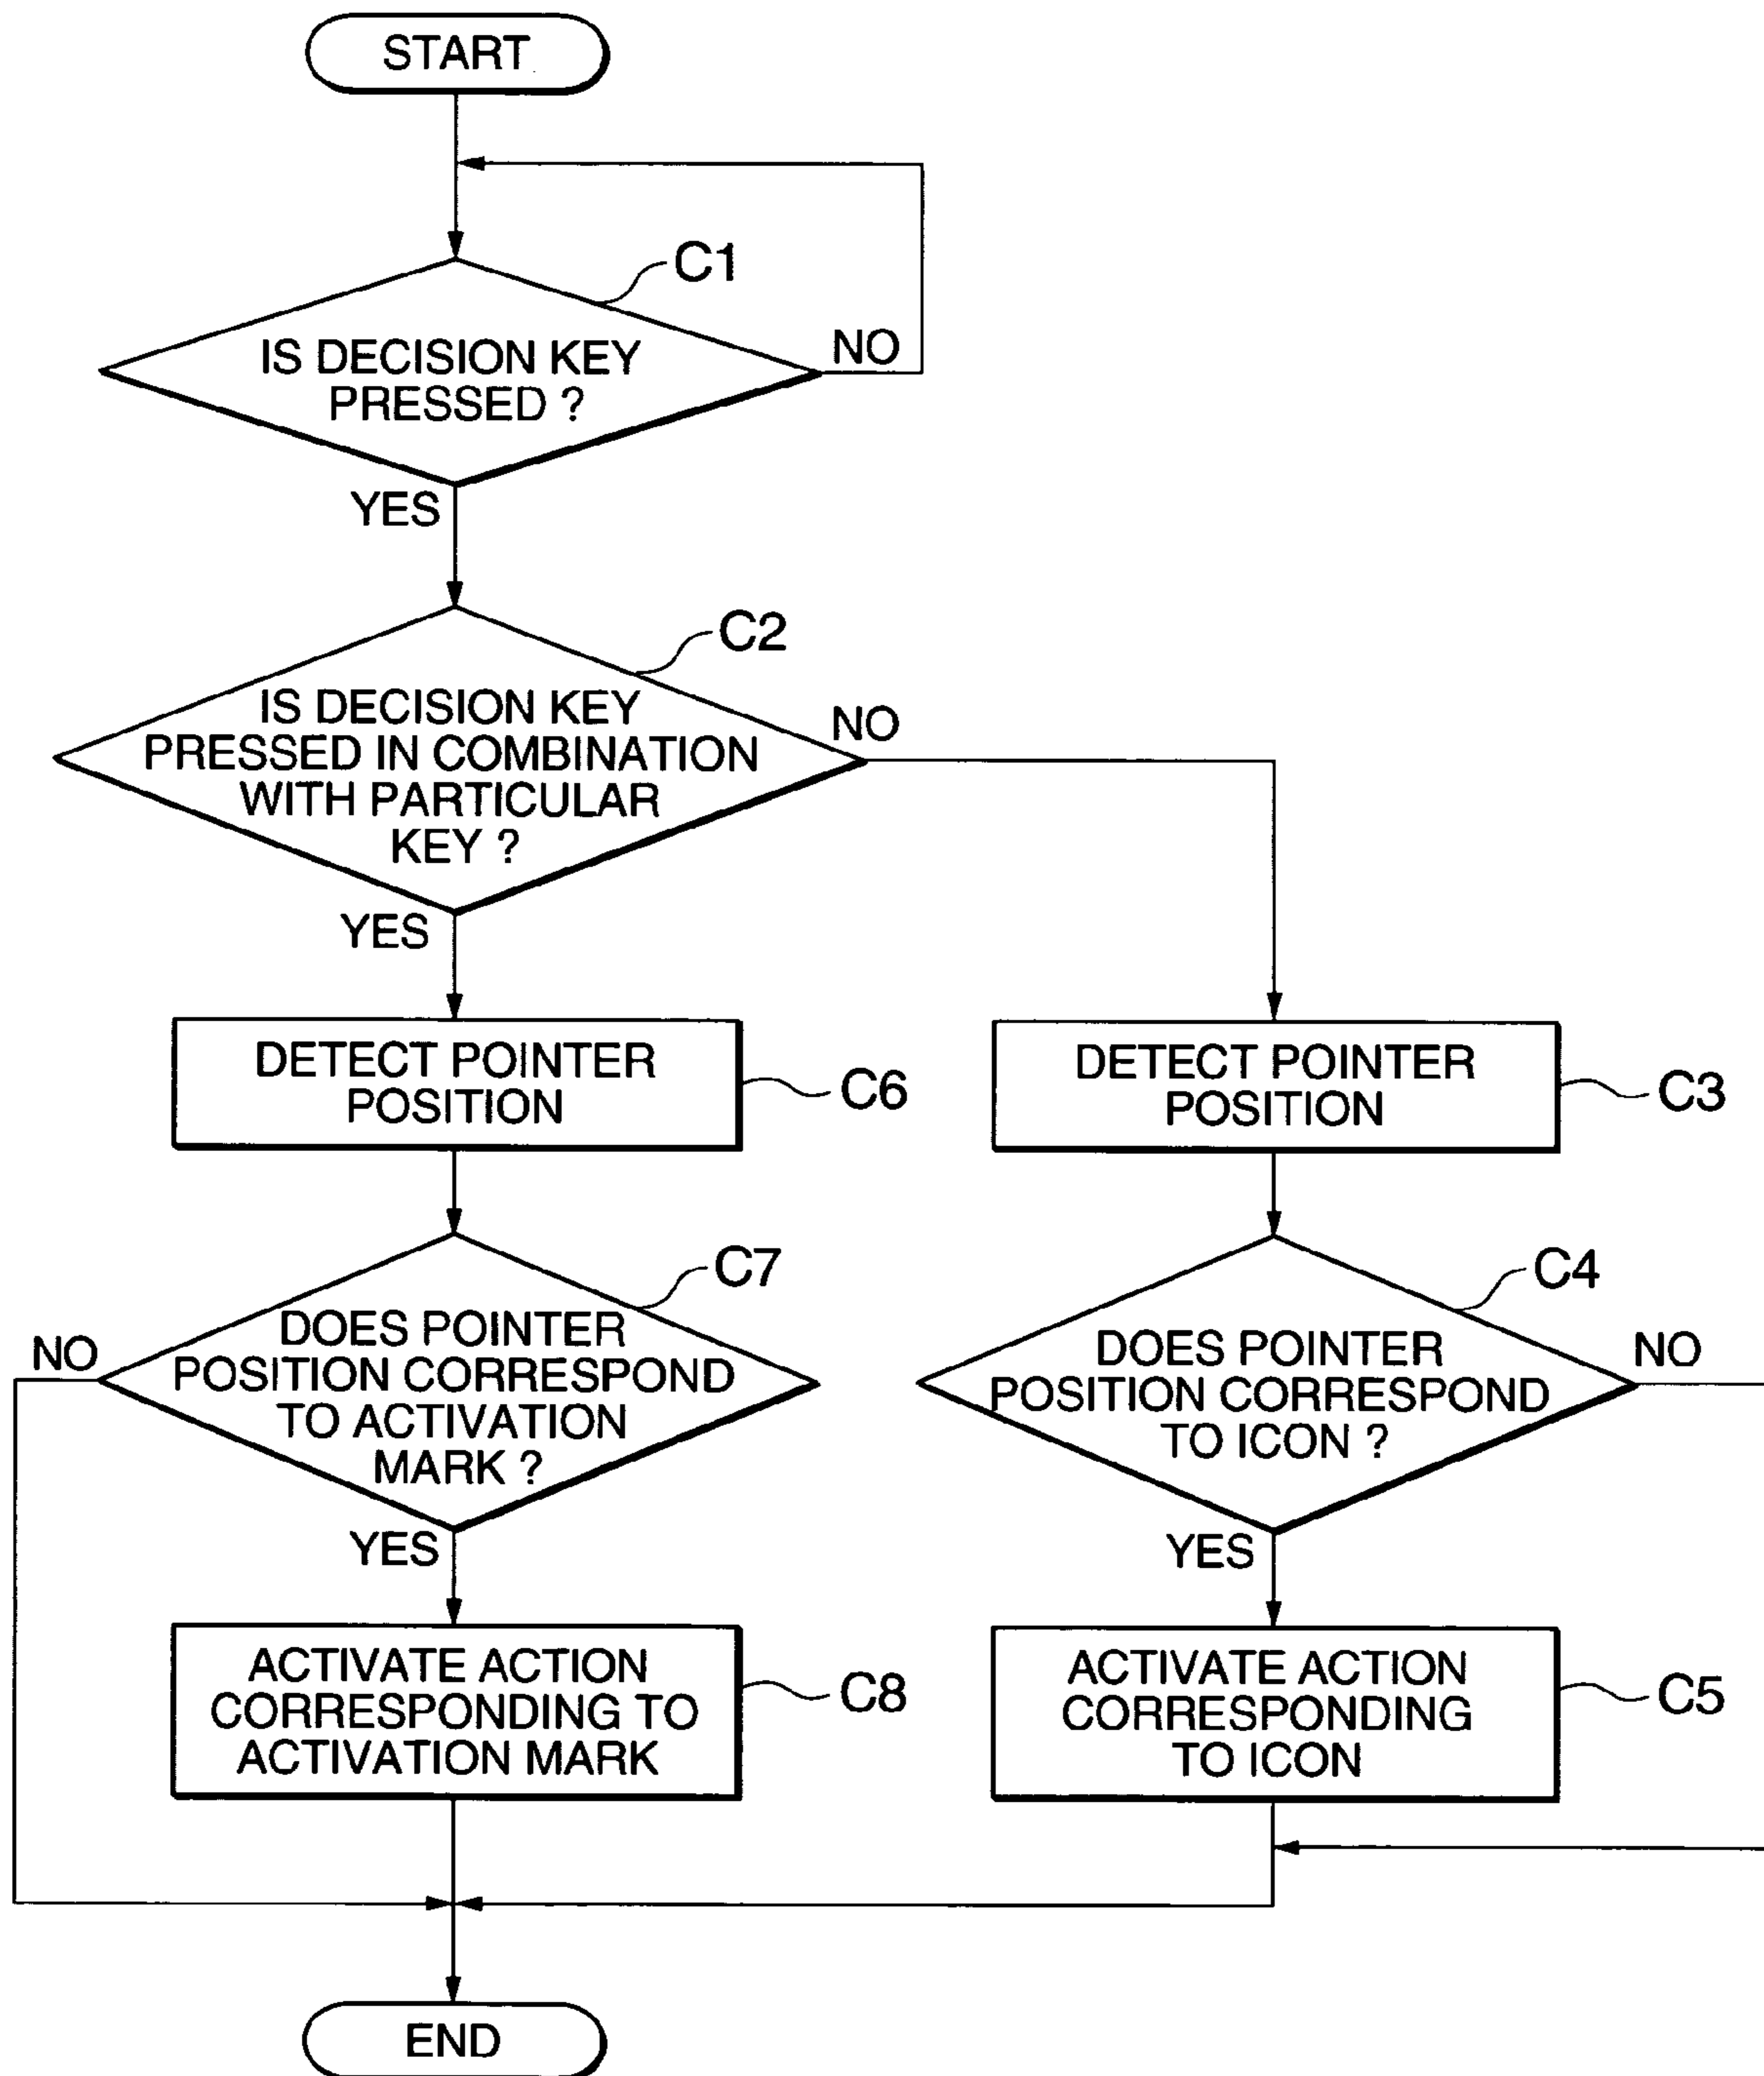 START
C1
IS DECISION KEY
PRESSED ?
NO
YES
C2
IS DECISION KEY
PRESSED IN COMBINATION
WITH PARTICULAR
KEY ?
NO
YES
DETECT POINTER
POSITION
C6
DETECT POINTER
POSITION
C3
C7
DOES POINTER
POSITION CORRESPOND
TO ACTIVATION
MARK ?
NO
YES
C4
DOES POINTER
POSITION CORRESPOND
TO ICON ?
NO
YES
ACTIVATE ACTION
CORRESPONDING TO
ACTIVATION MARK
C8
ACTIVATE ACTION
CORRESPONDING
TO ICON
C5
END